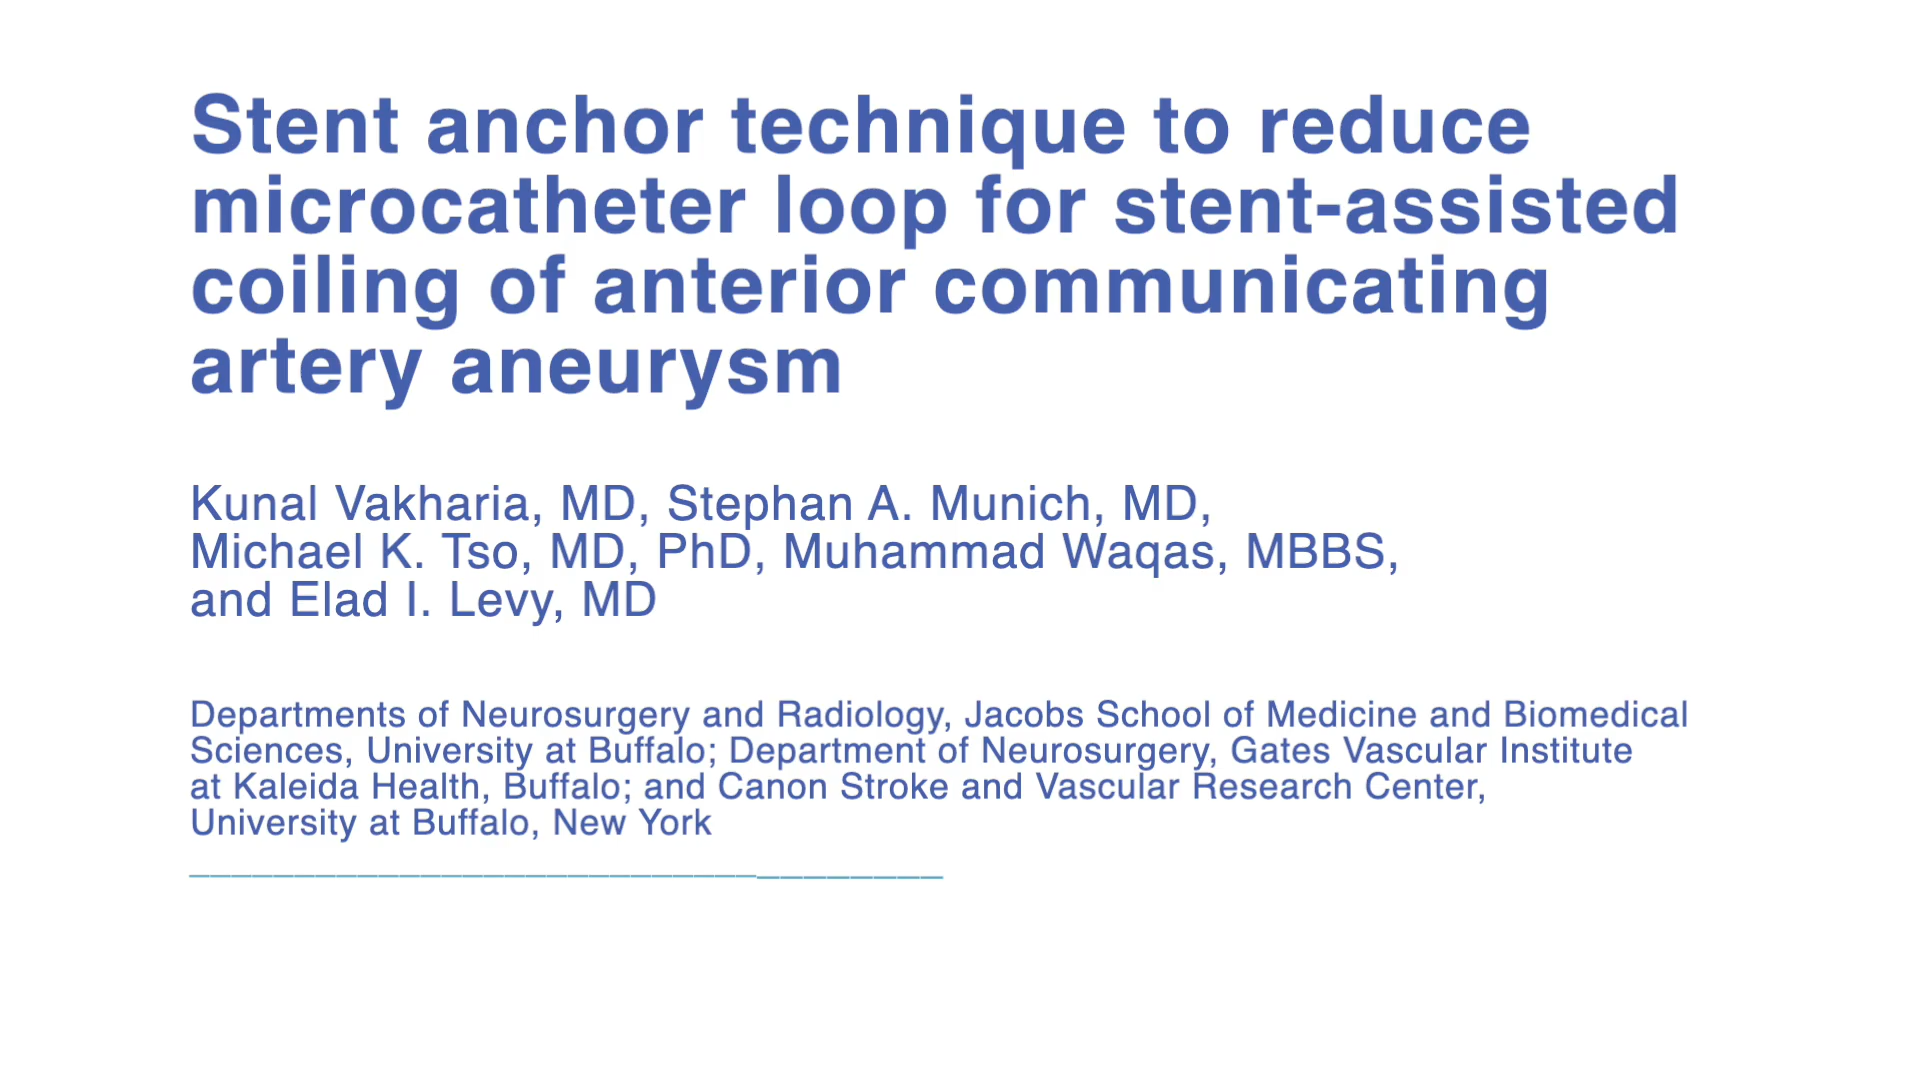 Stent anchor technique to reduce
microcatheter loop for stent-assisted
coiling of anterior communicating
artery aneurysm
Kunal Vakharia, MD, Stephan A. Munich, MD,
Michael K. Tso, MD, PhD, Muhammad Waqas, MBBS,
and Elad I. Levy, MD
Departments of Neurosurgery and Radiology, Jacobs School of Medicine and Biomedical
Sciences, University at Buffalo; Department of Neurosurgery, Gates Vascular Institute
at Kaleida Health, Buffalo; and Canon Stroke and Vascular Research Center,
University at Buffalo, New York